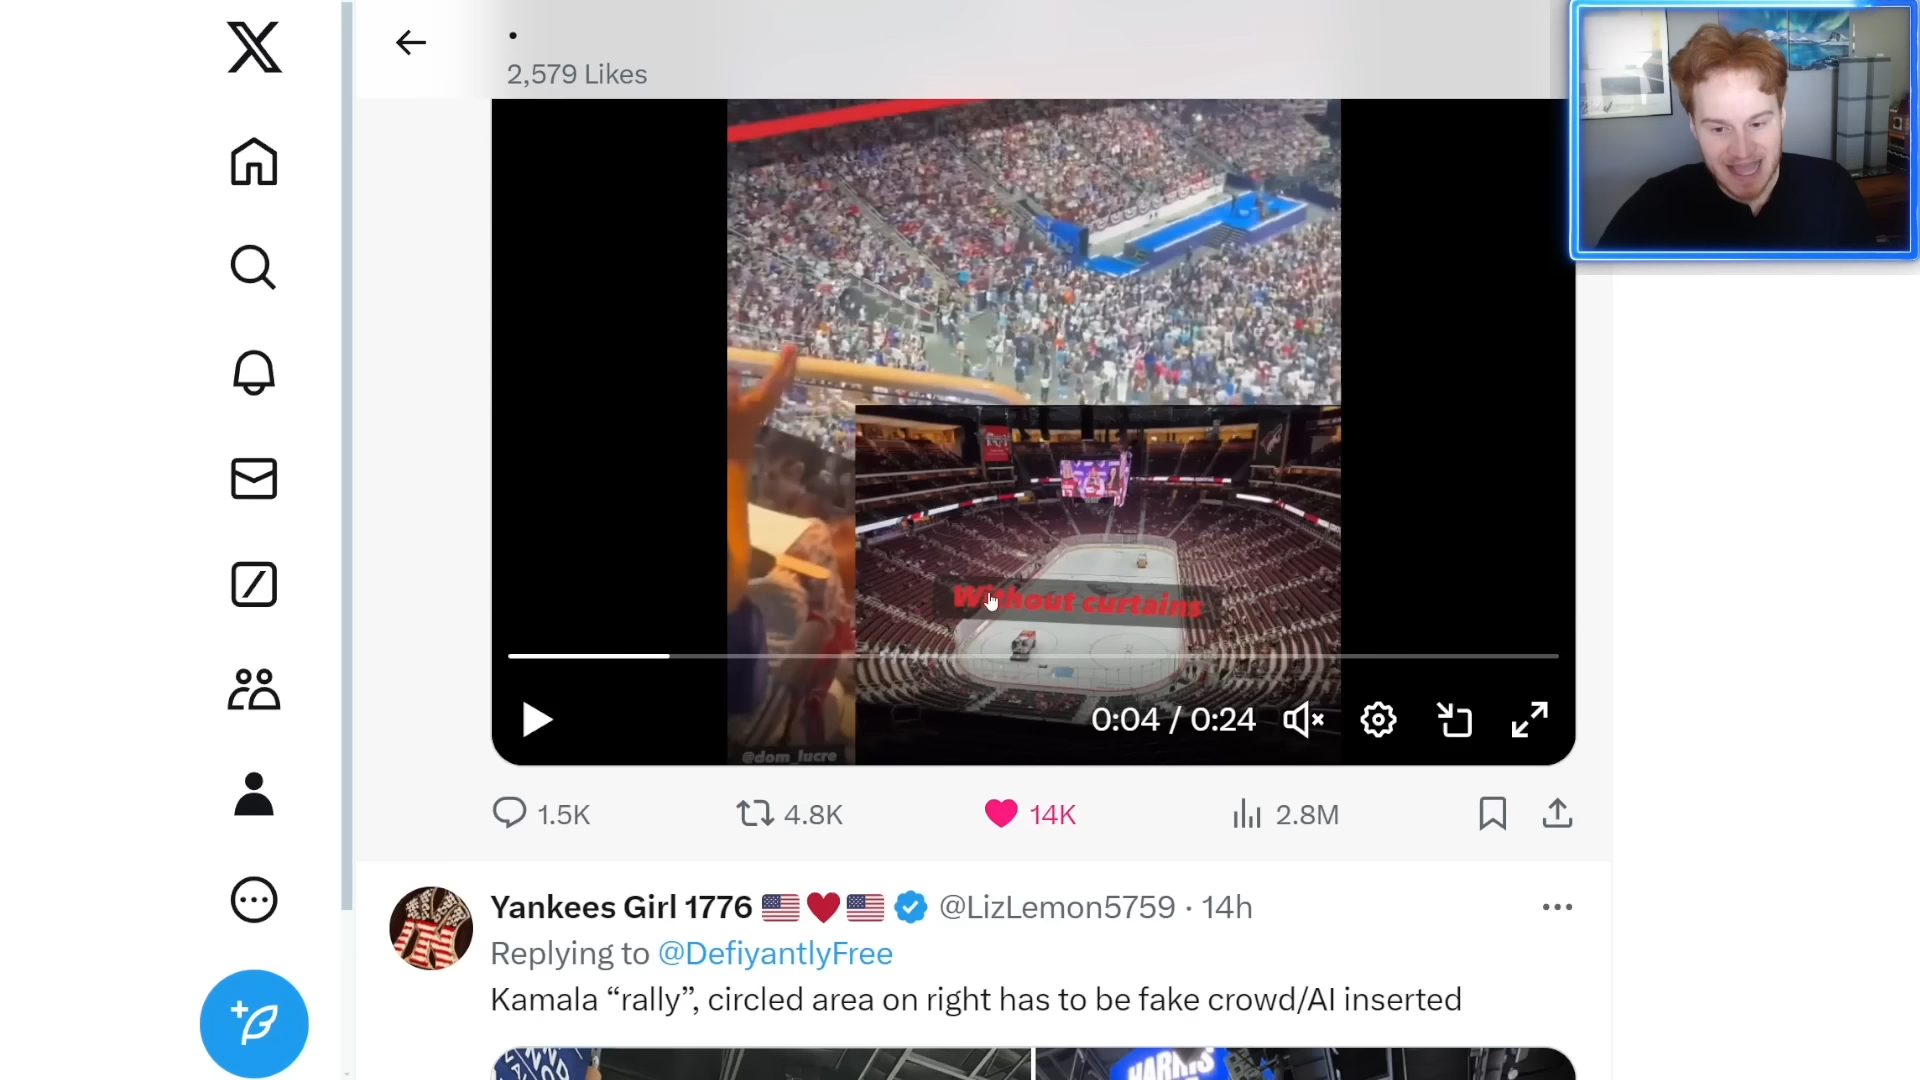 .
2,579 Likes
Without curtains
0:04 / 0:24
@dom_lucre
1.5K
4.8K
14K
2.8M
Yankees Girl 1776 🇺🇸❤️🇺🇸 @LizLemon5759 · 14h
Replying to @DefiyantlyFree
Kamala “rally”, circled area on right has to be fake crowd/AI inserted
HARRIS